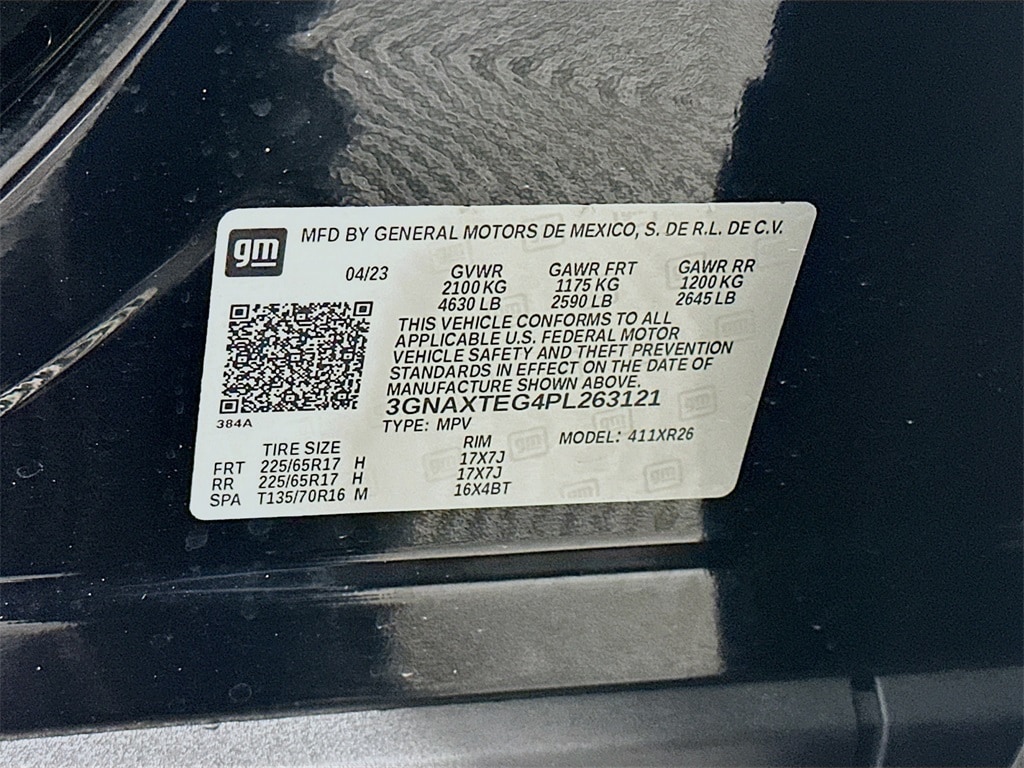 gm
MFD BY GENERAL MOTORS DE MEXICO, S. DE R.L. DE C.V.
04/23 GVWR GAWR FRT GAWR RR
2100 KG 1175 KG 1200 KG
4630 LB 2590 LB 2645 LB
THIS VEHICLE CONFORMS TO ALL
APPLICABLE U.S. FEDERAL MOTOR
VEHICLE SAFETY AND THEFT PREVENTION
STANDARDS IN EFFECT ON THE DATE OF
MANUFACTURE SHOWN ABOVE.
3GNAXTEG4PL263121
384A
TYPE: MPV MODEL: 411XR26
TIRE SIZE RIM
FRT 225/65R17 H 17X7J
RR 225/65R17 H 17X7J
SPA T135/70R16 M 16X4BT